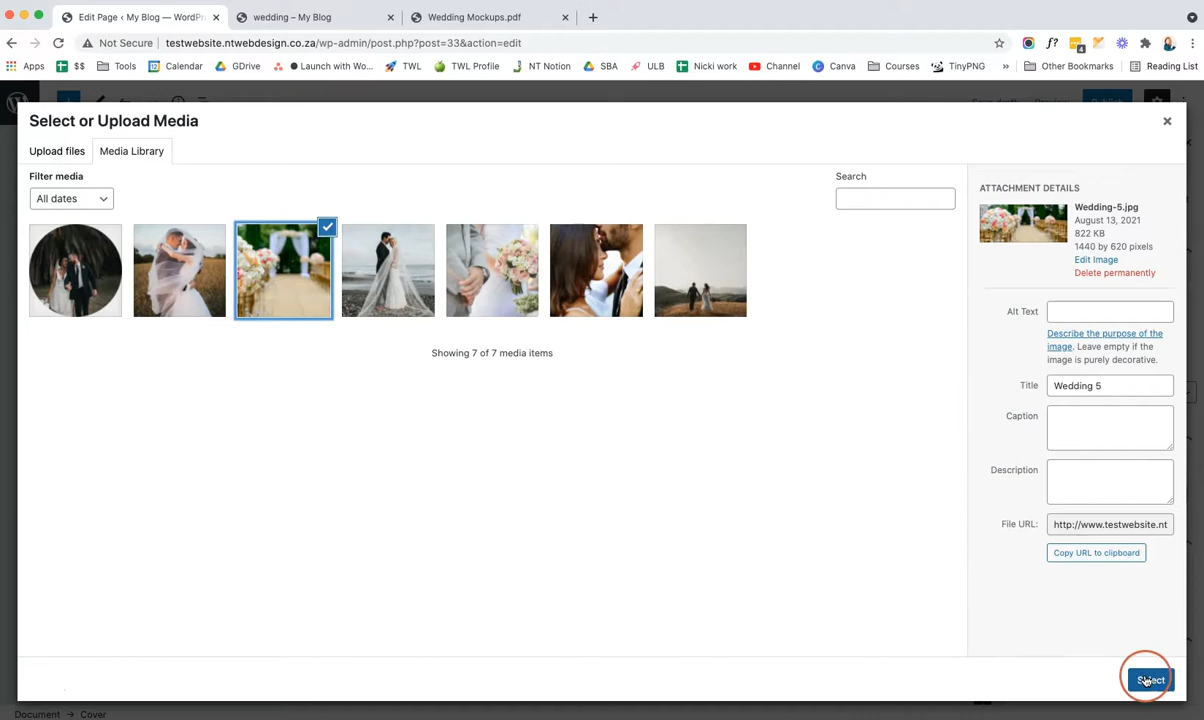 Edit Page ‹ My Blog — WordPr
wedding – My Blog
Wedding Mockups.pdf
Not Secure
testwebsite.ntwebdesign.co.za/wp-admin/post.php?post=33&action=edit
Apps
$$
Tools
Calendar
GDrive
Launch with Wo...
TWL
TWL Profile
NT Notion
SBA
ULB
Nicki work
Channel
Canva
Courses
TinyPNG
»
Other Bookmarks
Reading List
Select or Upload Media
Upload files
Media Library
Filter media
All dates
Search
Showing 7 of 7 media items
ATTACHMENT DETAILS
Wedding-5.jpg
August 13, 2021
822 KB
1440 by 620 pixels
Edit Image
Delete permanently
Alt Text
Describe the purpose of the
image. Leave empty if the
image is purely decorative.
Title
Wedding 5
Caption
Description
File URL:
http://www.testwebsite.nt
Copy URL to clipboard
Select
Document → Cover